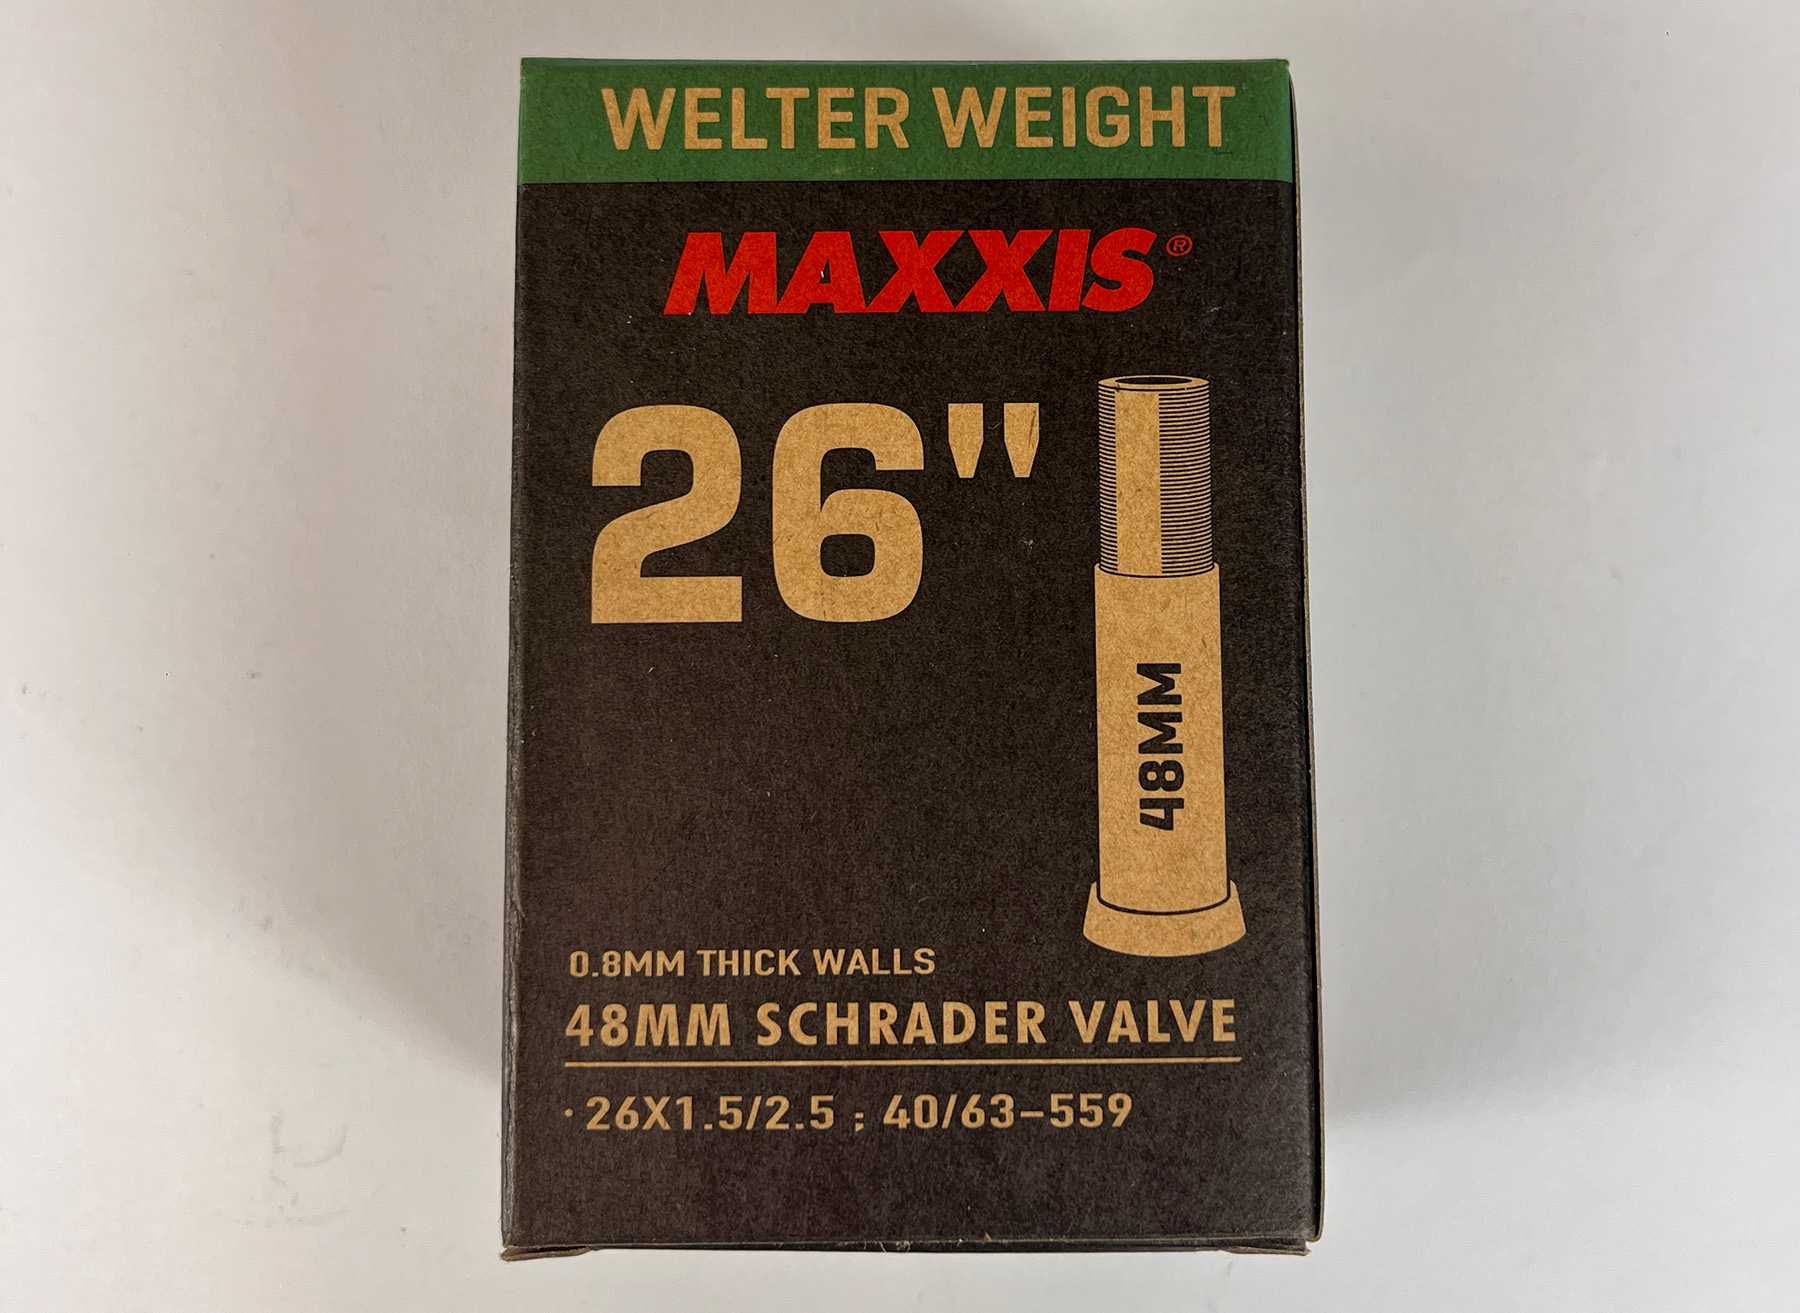 WELTER WEIGHT
MAXXIS®
26"
48MM
0.8MM THICK WALLS
48MM SCHRADER VALVE
·26X1.5/2.5 ; 40/63-559